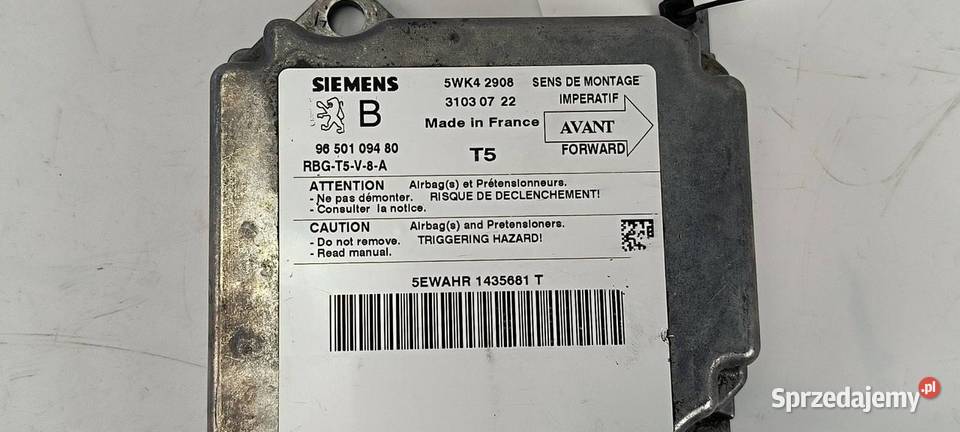 SIEMENS 5WK4 2908 SENS DE MONTAGE
31030 07 22 IMPERATIF
B Made in France AVANT
96 501 094 80 T5 FORWARD
RBG-T5-V-8-A
ATTENTION Airbag(s) et Prétensionneurs.
- Ne pas démonter. RISQUE DE DECLENCHEMENT!
- Consulter la notice.
CAUTION Airbag(s) and Pretensioners.
- Do not remove. TRIGGERING HAZARD!
- Read manual.
5EWAHR 1435681 T
Sprzedajemy.pl